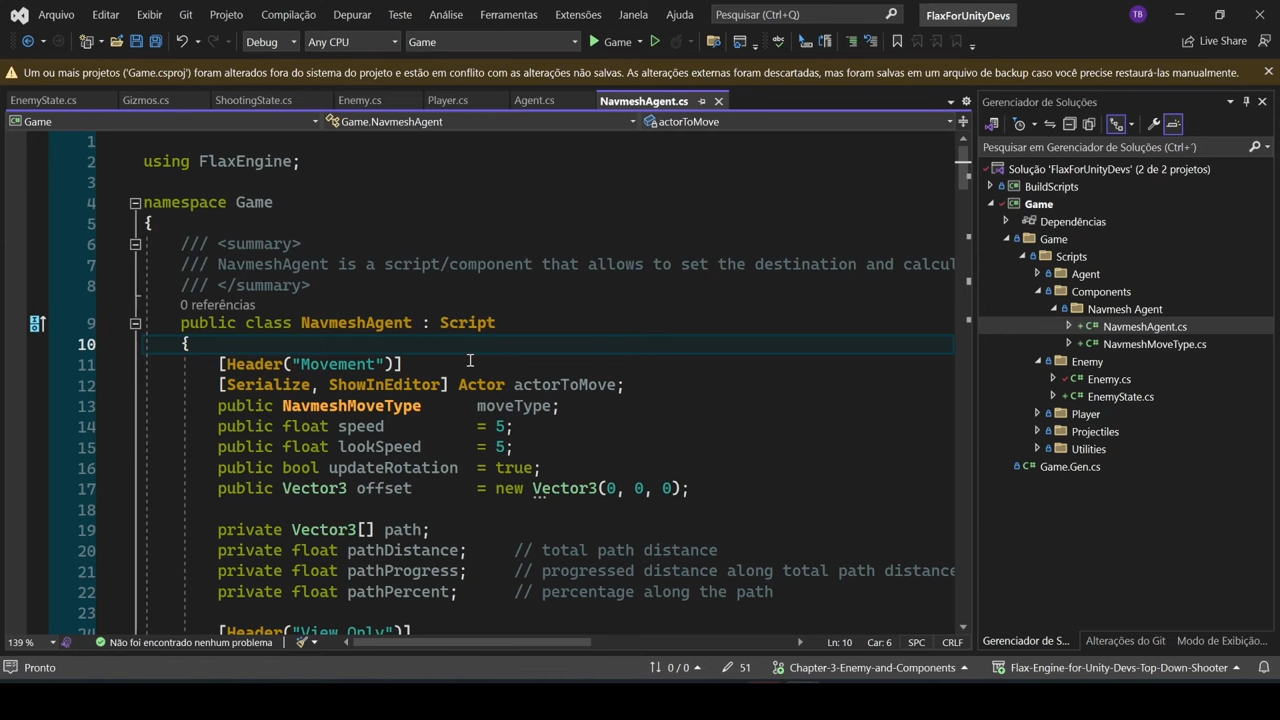 Arquivo Editar Exibir Git Projeto Compilação Depurar Teste Análise Ferramentas Extensões Janela Ajuda Pesquisar (Ctrl+Q) FlaxForUnityDevs TB
Debug Any CPU Game Game Live Share
Um ou mais projetos ('Game.csproj') foram alterados fora do sistema do projeto e estão em conflito com as alterações não salvas. As alterações externas foram descartadas, mas foram salvas em um arquivo de backup caso você precise restaurá-las manualmente.
EnemyState.cs Gizmos.cs ShootingState.cs Enemy.cs Player.cs Agent.cs NavmeshAgent.cs
Game Game.NavmeshAgent actorToMove
1
2 using FlaxEngine;
3
4 namespace Game
5 {
6 /// <summary>
7 /// NavmeshAgent is a script/component that allows to set the destination and calcu
8 /// </summary>
0 referências
9 public class NavmeshAgent : Script
10 {
11 [Header("Movement")]
12 [Serialize, ShowInEditor] Actor actorToMove;
13 public NavmeshMoveType moveType;
14 public float speed = 5;
15 public float lookSpeed = 5;
16 public bool updateRotation = true;
17 public Vector3 offset = new Vector3(0, 0, 0);
18
19 private Vector3[] path;
20 private float pathDistance; // total path distance
21 private float pathProgress; // progressed distance along total path distance
22 private float pathPercent; // percentage along the path
23
24 [Header("View Only")]
139 % Não foi encontrado nenhum problema Ln: 10 Car: 6 SPC CRLF
Gerenciador de Soluções
Pesquisar em Gerenciador de Soluções (Ctrl+´)
Solução 'FlaxForUnityDevs' (2 de 2 projetos)
BuildScripts
Game
Dependências
Game
Scripts
Agent
Components
Navmesh Agent
NavmeshAgent.cs
NavmeshMoveType.cs
Enemy
Enemy.cs
EnemyState.cs
Player
Projectiles
Utilities
Game.Gen.cs
Gerenciador de S... Alterações do Git Modo de Exibição...
Pronto 0 / 0 51 Chapter-3-Enemy-and-Components Flax-Engine-for-Unity-Devs-Top-Down-Shooter